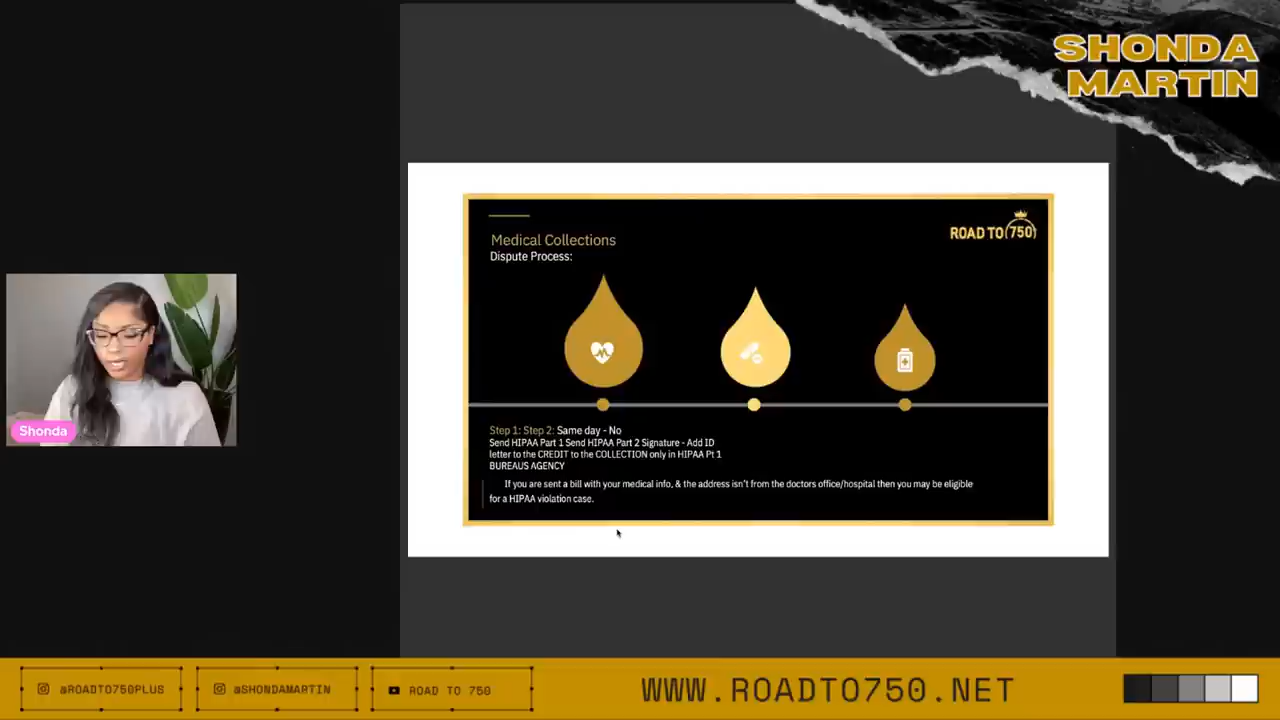 SHONDA
MARTIN
ROAD TO (750)
Medical Collections
Dispute Process:
Shonda
Step 1: Step 2: Same day - No
Send HIPAA Part 1 Send HIPAA Part 2 Signature - Add ID
letter to the CREDIT to the COLLECTION only in HIPAA Pt 1
BUREAUS AGENCY
If you are sent a bill with your medical info, & the address isn't from the doctors office/hospital then you may be eligible
for a HIPAA violation case.
@ROADTO750PLUS
@SHONDAMARTIN
ROAD TO 750
WWW.ROADTO750.NET